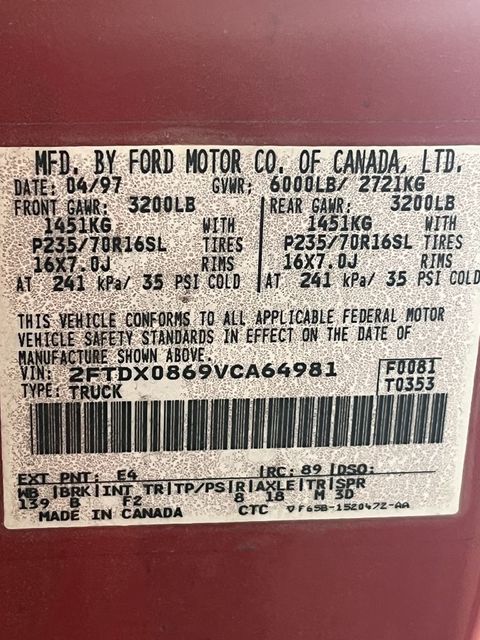 MFD. BY FORD MOTOR CO. OF CANADA, LTD.
DATE: 04/97 GVWR: 6000LB/ 2721KG
FRONT GAWR: 3200LB REAR GAWR: 3200LB
1451KG WITH 1451KG WITH
P235/70R16SL TIRES P235/70R16SL TIRES
16X7.0J RIMS 16X7.0J RIMS
AT 241 kPa/ 35 PSI COLD AT 241 kPa/ 35 PSI COLD
THIS VEHICLE CONFORMS TO ALL APPLICABLE FEDERAL MOTOR
VEHICLE SAFETY STANDARDS IN EFFECT ON THE DATE OF
MANUFACTURE SHOWN ABOVE.
VIN: 2FTDX0869VCA64981 F0081
TYPE: TRUCK T0353
EXT PNT: E4 RC: 89 DSO:
WB BRK INT TR TP/PS R AXLE TR SPR
139 B F2 8 18 M 3D
MADE IN CANADA CTC F65B-1520472-AA